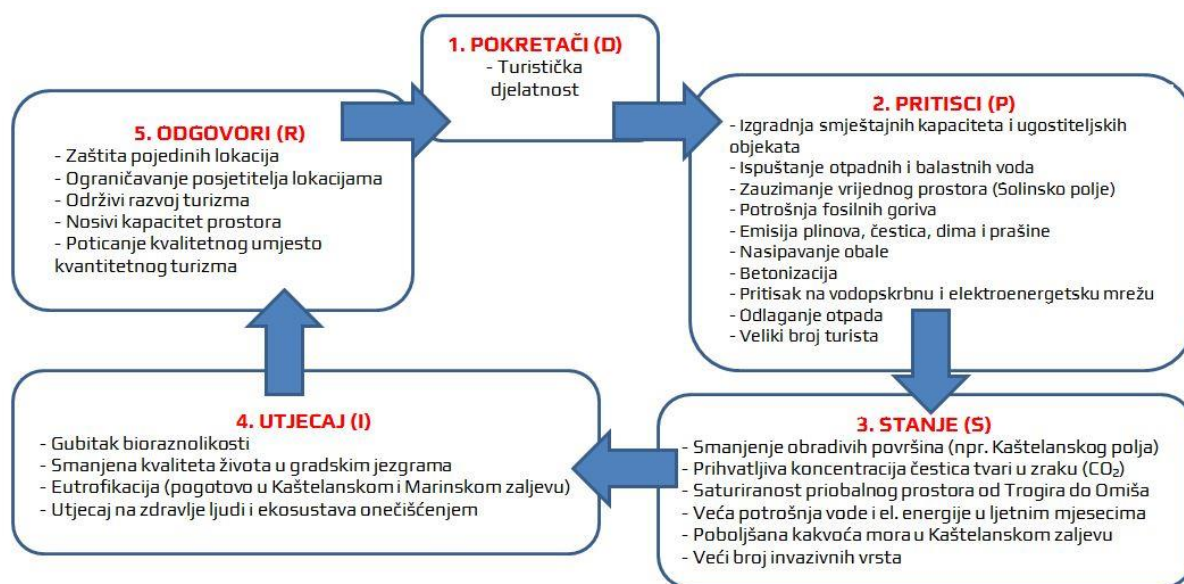 1. POKRETAČI (D)
- Turistička
djelatnost
2. PRITISCI (P)
- Izgradnja smještajnih kapaciteta i ugostiteljskih
objekata
- Ispuštanje otpadnih i balastnih voda
- Zauzimanje vrijednog prostora (Solinsko polje)
- Potrošnja fosilnih goriva
- Emisija plinova, čestica, dima i prašine
- Nasipavanje obale
- Betonizacija
- Pritisak na vodopskrbnu i elektroenergetsku mrežu
- Odlaganje otpada
- Veliki broj turista
3. STANJE (S)
- Smanjenje obradivih površina (npr. Kaštelanskog polja)
- Prihvatljiva koncentracija čestica tvari u zraku (CO₂)
- Saturiranost priobalnog prostora od Trogira do Omiša
- Veća potrošnja vode i el. energije u ljetnim mjesecima
- Poboljšana kakvoća mora u Kaštelanskom zaljevu
- Veći broj invazivnih vrsta
4. UTJECAJ (I)
- Gubitak bioraznolikosti
- Smanjena kvaliteta života u gradskim jezgrama
- Eutrofikacija (pogotovo u Kaštelanskom i Marinskom zaljevu)
- Utjecaj na zdravlje ljudi i ekosustava onečišćenjem
5. ODGOVORI (R)
- Zaštita pojedinih lokacija
- Ograničavanje posjetitelja lokacijama
- Održivi razvoj turizma
- Nosivi kapacitet prostora
- Poticanje kvalitetnog umjesto
kvantitetnog turizma